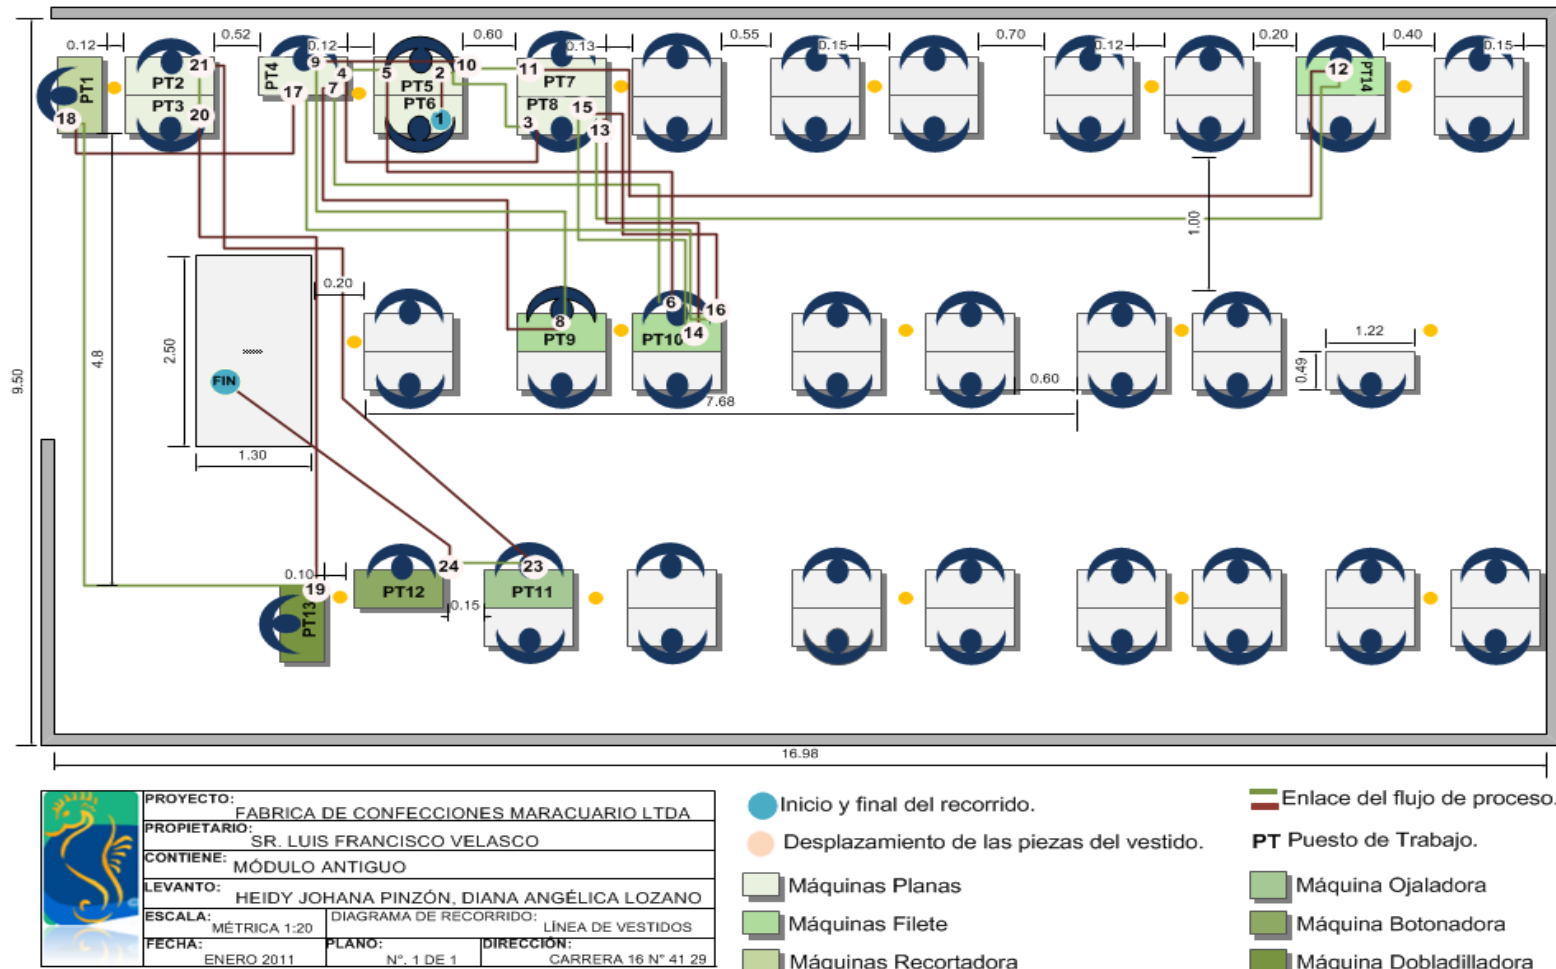 0.12
0.52
0.12
0.60
0.13
0.55
0.15
0.70
0.12
0.20
0.40
0.15
PT1
18
PT2
PT3
21
20
PT4
9
4
7
17
5
2
10
PT5
PT6
1
11
PT7
PT8
15
3
13
12
PT14
9.50
4.8
2.50
0.20
1.00
FIN
1.30
8
PT9
6
16
14
PT10
7.68
0.60
0.49
1.22
0.10
19
PT13
24
PT12
0.15
23
PT11
16.98
PROYECTO:
FABRICA DE CONFECCIONES MARACUARIO LTDA
PROPIETARIO:
SR. LUIS FRANCISCO VELASCO
CONTIENE:
MÓDULO ANTIGUO
LEVANTO:
HEIDY JOHANA PINZÓN, DIANA ANGÉLICA LOZANO
ESCALA:
MÉTRICA 1:20
DIAGRAMA DE RECORRIDO:
LÍNEA DE VESTIDOS
FECHA:
ENERO 2011
PLANO:
N°. 1 DE 1
DIRECCIÓN:
CARRERA 16 N° 41 29
Inicio y final del recorrido.
Desplazamiento de las piezas del vestido.
Máquinas Planas
Máquinas Filete
Máquinas Recortadora
Enlace del flujo de proceso.
PT Puesto de Trabajo.
Máquina Ojaladora
Máquina Botonadora
Máquina Dobladilladora